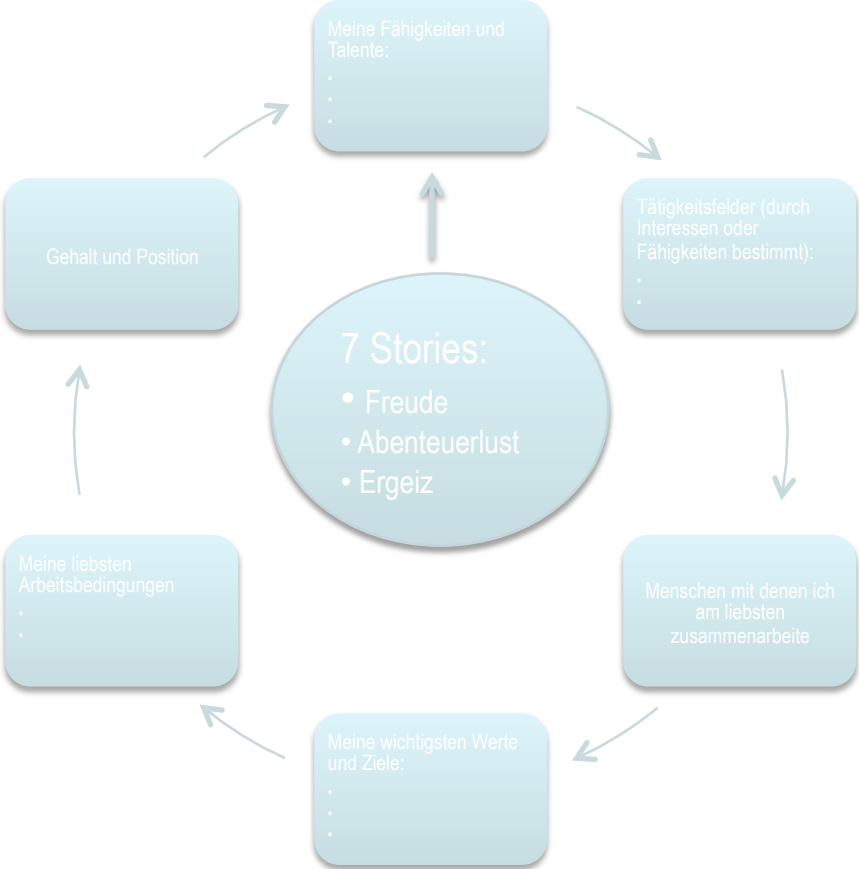 Meine Fähigkeiten und
Talente:
•
•
•
Tätigkeitsfelder (durch
Interessen oder
Fähigkeiten bestimmt):
•
•
Menschen mit denen ich
am liebsten
zusammenarbeite
Meine wichtigsten Werte
und Ziele:
•
•
•
Meine liebsten
Arbeitsbedingungen
•
•
Gehalt und Position
7 Stories:
• Freude
• Abenteuerlust
• Ergeiz